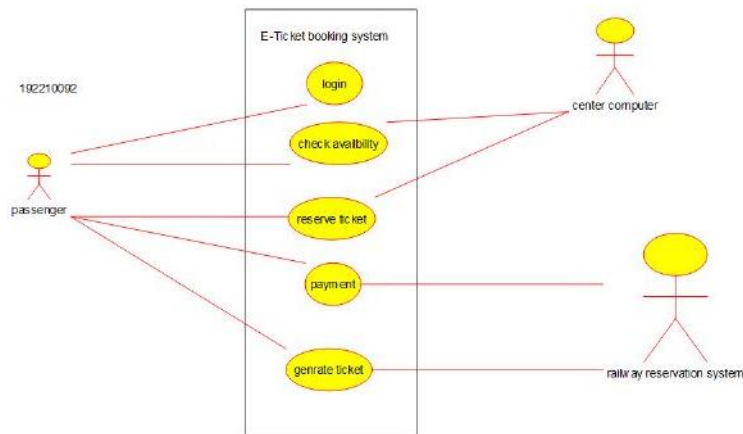 E-Ticket booking system
192210092
login
center computer
check availbility
passenger
reserve ticket
payment
genrate ticket
railway reservation system